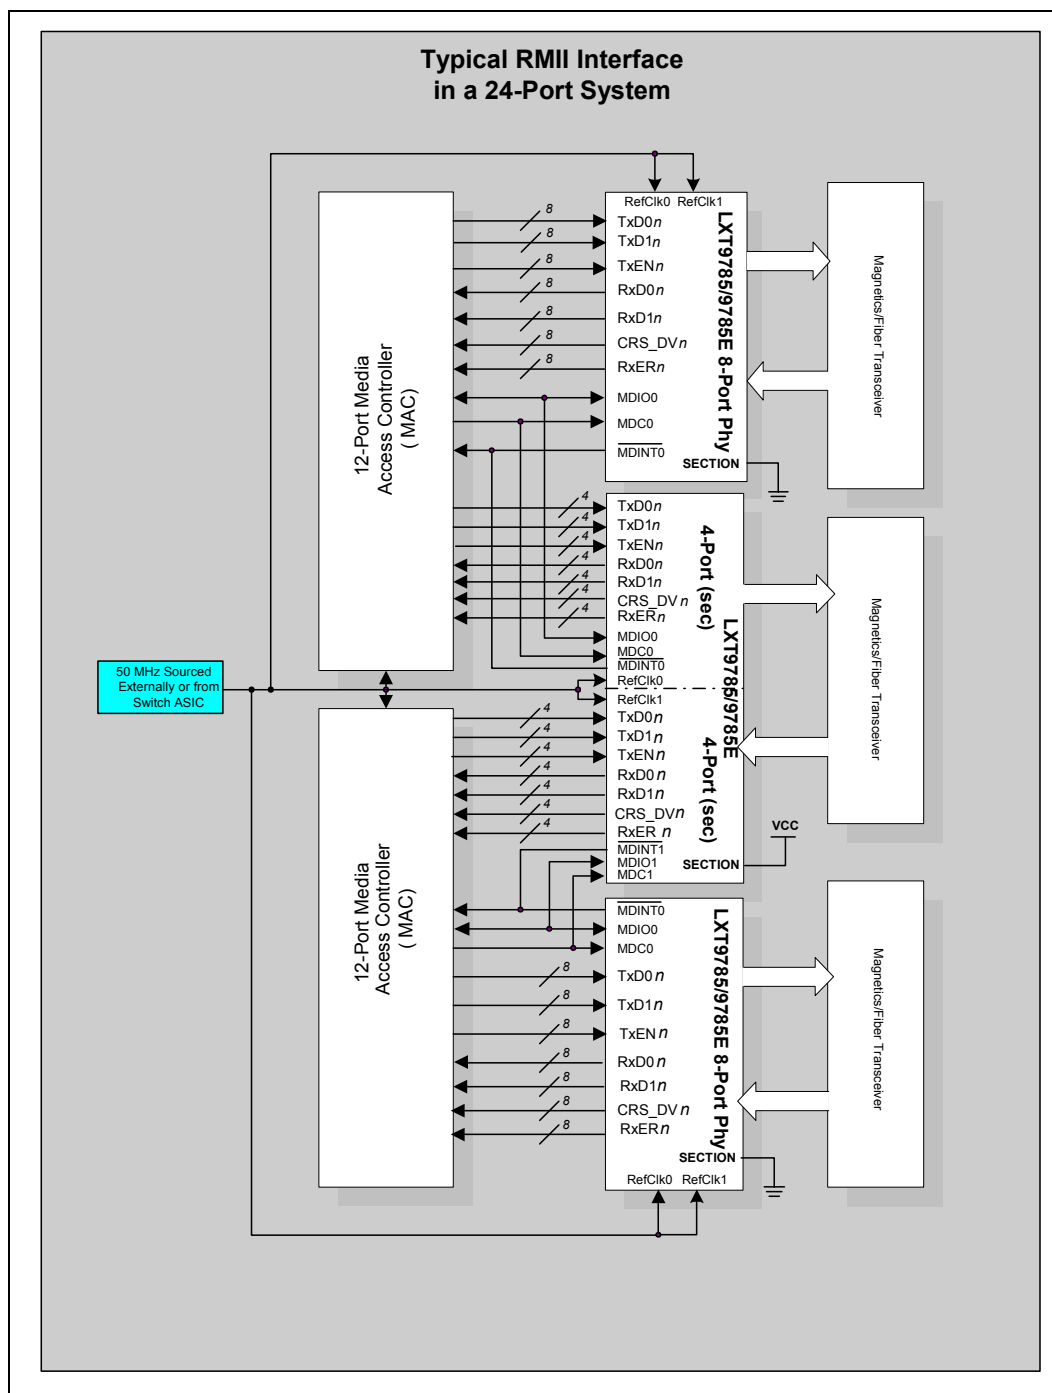 Typical RMII Interface
in a 24-Port System
RefClk0 RefClk1
8
TxD0n
8
TxD1n
8
TxENn
8
RxD0n
8
RxD1n
8
CRS_DVn
8
RxERn
MDIO0
MDC0
MDINT0
SECTION
LXT9785/9785E 8-Port Phy
Magnetics/Fiber Transceiver
12-Port Media
Access Controller
( MAC)
4
TxD0n
4
TxD1n
4
TxENn
4
RxD0n
4
RxD1n
4
CRS_DVn
4
RxERn
MDIO0
MDC0
MDINT0
RefClk0
4-Port (sec)
LXT9785/9785E
Magnetics/Fiber Transceiver
50 MHz Sourced
Externally or from
Switch ASIC
RefClk1
4
TxD0n
4
TxD1n
4
TxENn
4
RxD0n
4
RxD1n
4
CRS_DVn
4
RxER n
MDINT1
MDIO1
MDC1
4-Port (sec)
VCC
SECTION
12-Port Media
Access Controller
( MAC)
MDINT0
MDIO0
MDC0
8
TxD0n
8
TxD1n
8
TxENn
8
RxD0n
8
RxD1n
8
CRS_DVn
8
RxERn
SECTION
RefClk0 RefClk1
LXT9785/9785E 8-Port Phy
Magnetics/Fiber Transceiver